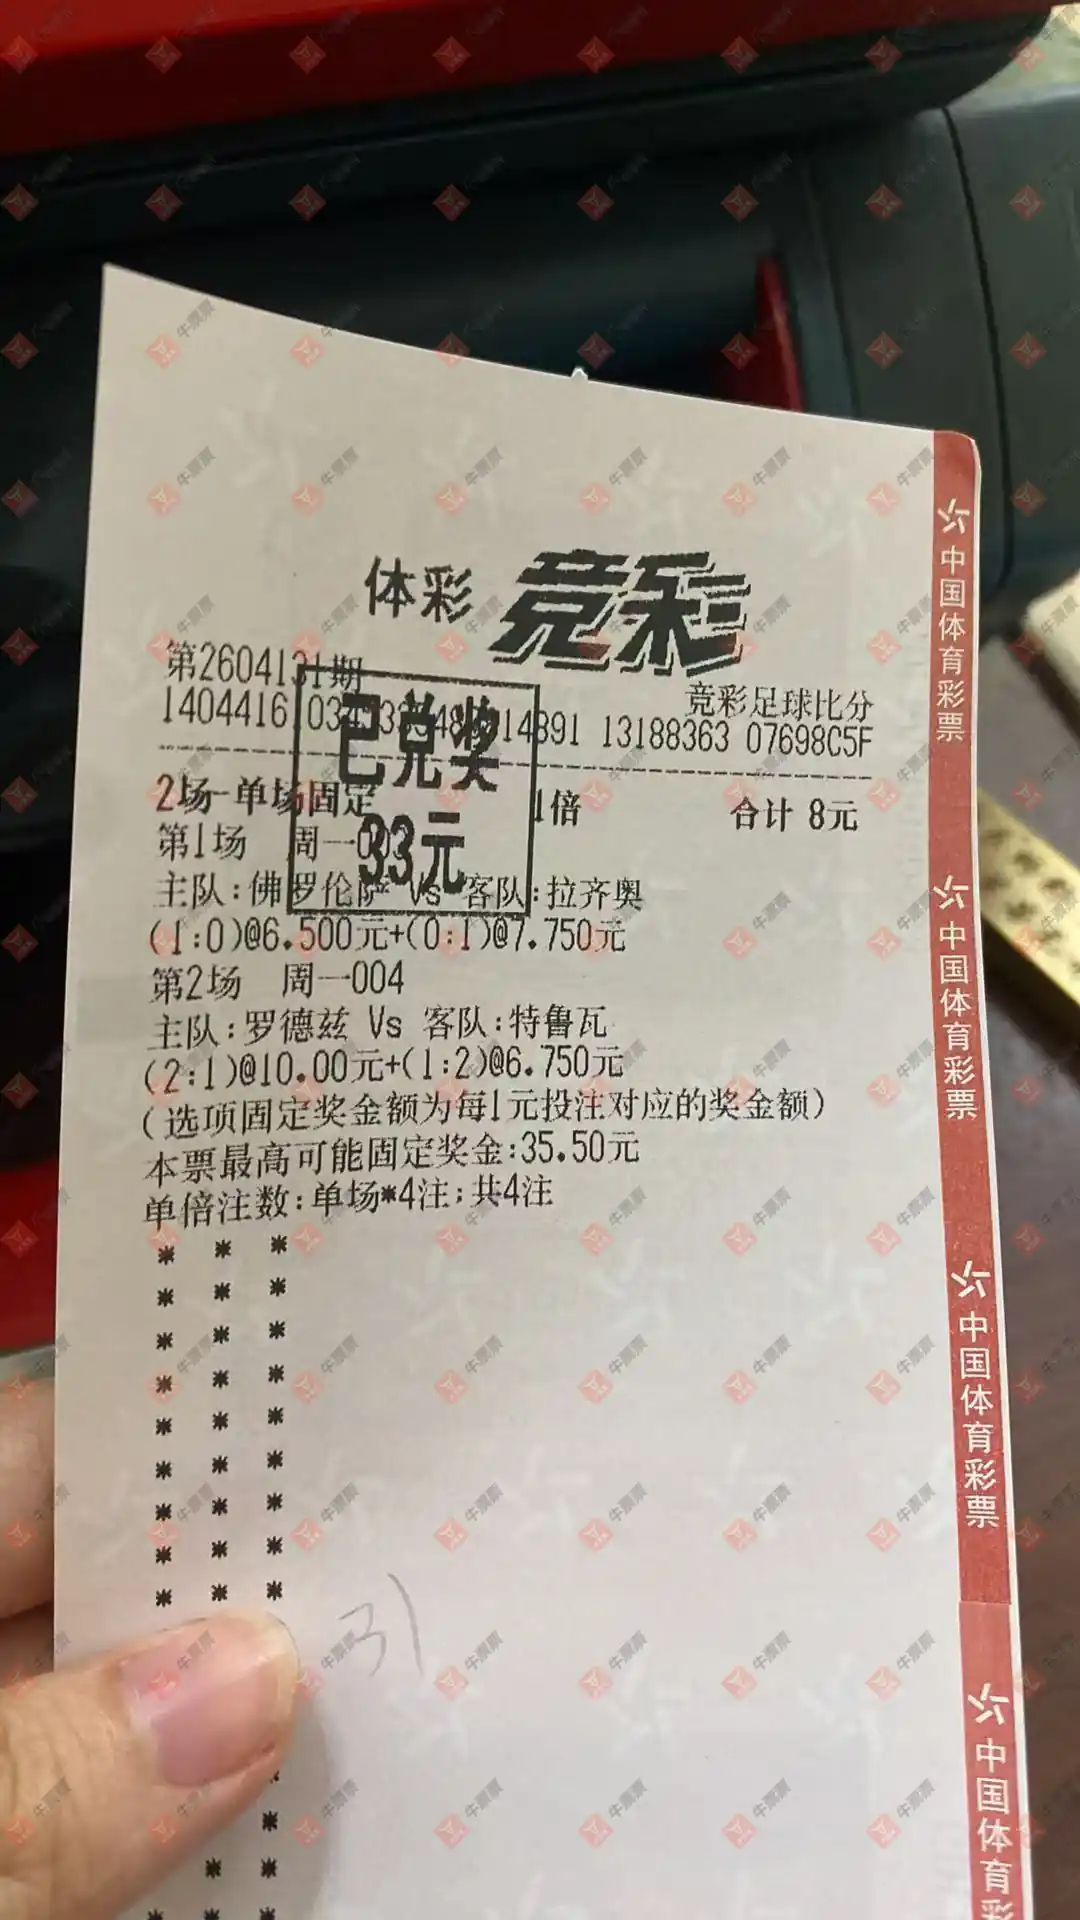 体彩 竞彩
第2604131期
竞彩足球比分
13188363 07698C5F
已兑奖
33元
2场-单场固定 1倍 合计 8元
第1场 周一
主队:佛罗伦萨 Vs 客队:拉齐奥
(1:0)@6.500元+(0:1)@7.750元
第2场 周一004
主队:罗德兹 Vs 客队:特鲁瓦
(2:1)@10.00元+(1:2)@6.750元
(选项固定奖金额为每1元投注对应的奖金额)
本票最高可能固定奖金:35.50元
单倍注数:单场*4注;共4注
中国体育彩票
中国体育彩票
中国体育彩票
中国体育彩
牛票票